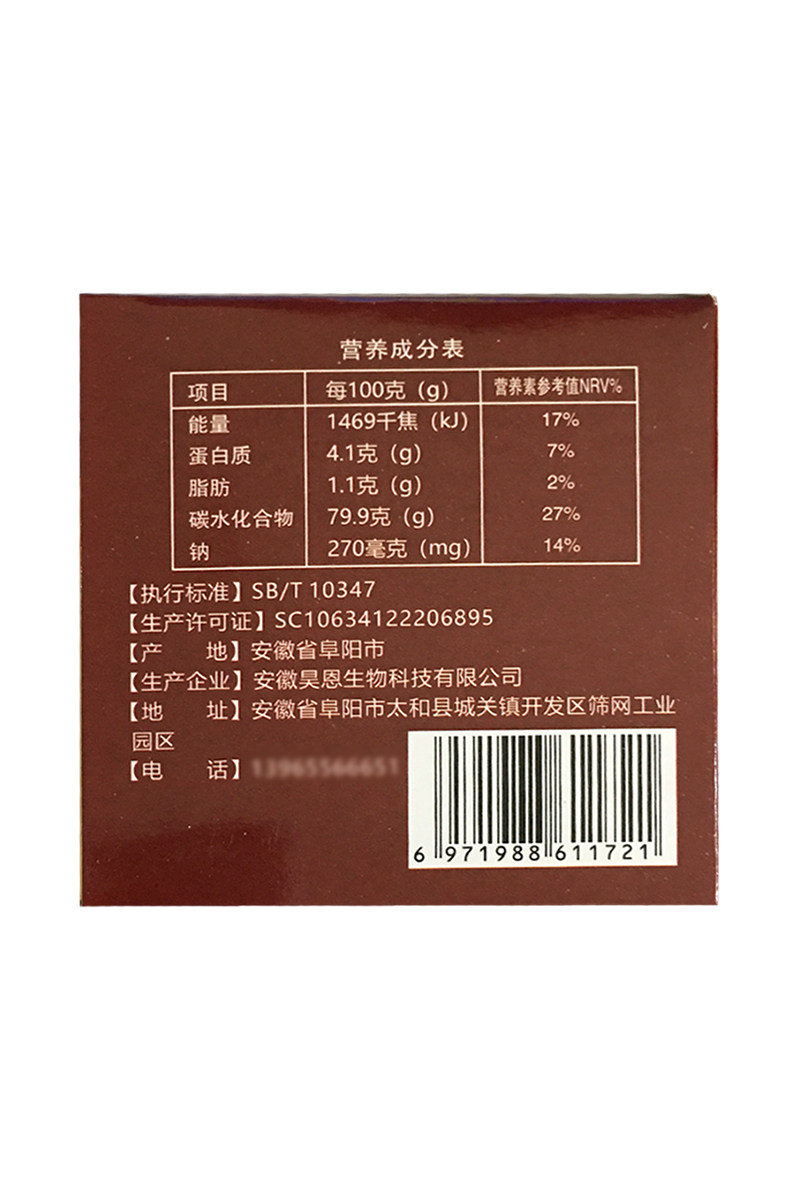 营养成分表
项目 每100克（g） 营养素参考值NRV%
能量 1469千焦（kJ） 17%
蛋白质 4.1克（g） 7%
脂肪 1.1克（g） 2%
碳水化合物 79.9克（g） 27%
钠 270毫克（mg） 14%
【执行标准】SB/T 10347
【生产许可证】SC10634122206895
【产 地】安徽省阜阳市
【生产企业】安徽昊恩生物科技有限公司
【地 址】安徽省阜阳市太和县城关镇开发区筛网工业
园区
【电 话】
6 971988 611721